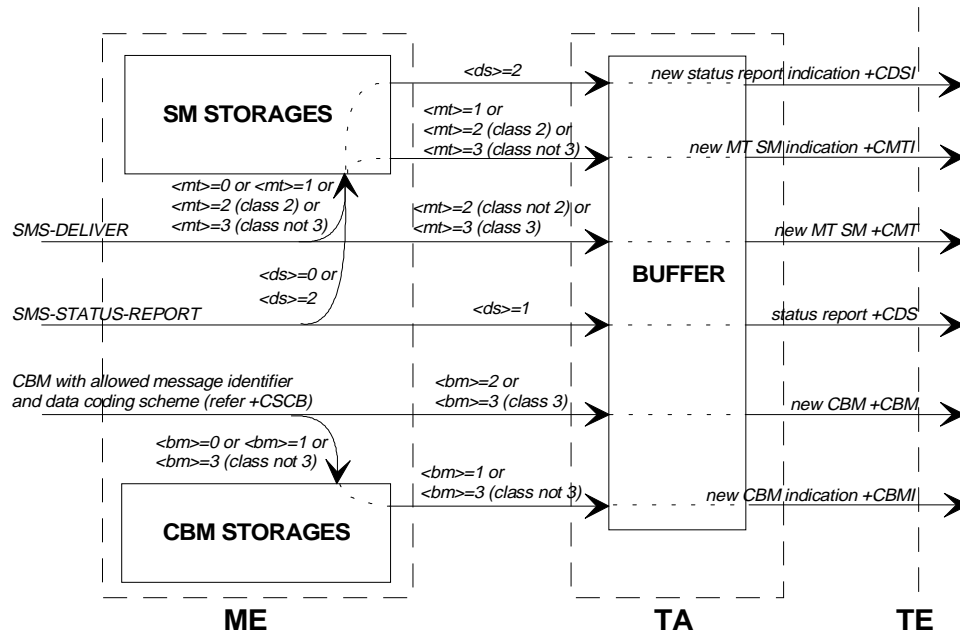 <ds>=2
new status report indication +CDSI
SM STORAGES
<mt>=1 or
<mt>=2 (class 2) or
<mt>=3 (class not 3)
new MT SM indication +CMTI
<mt>=0 or <mt>=1 or
<mt>=2 (class 2) or
<mt>=3 (class not 3)
<mt>=2 (class not 2) or
<mt>=3 (class 3)
SMS-DELIVER
new MT SM +CMT
BUFFER
<ds>=0 or
<ds>=2
SMS-STATUS-REPORT
<ds>=1
status report +CDS
CBM with allowed message identifier
and data coding scheme (refer +CSCB)
<bm>=2 or
<bm>=3 (class 3)
new CBM +CBM
<bm>=0 or <bm>=1 or
<bm>=3 (class not 3)
<bm>=1 or
<bm>=3 (class not 3)
new CBM indication +CBMI
CBM STORAGES
ME
TA
TE